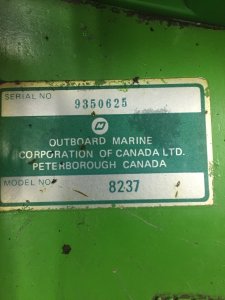 SERIAL NO 9350625
OUTBOARD MARINE
CORPORATION OF CANADA LTD.
PETERBOROUGH CANADA
MODEL NO 8237